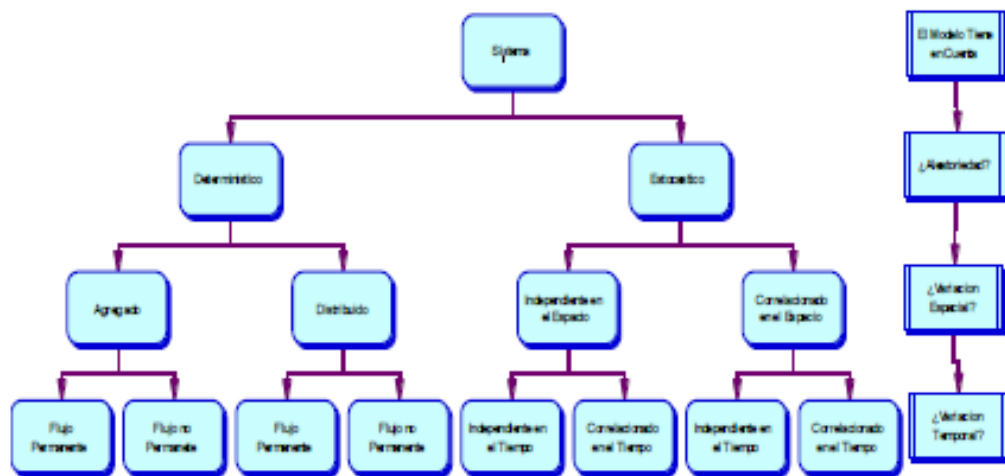 Sistema
El Modelo Tiene
en Cuenta
Deterministico
Estocastico
¿Aleatoriedad?
Agregado
Distribuido
Independiente en
el Espacio
Correlacionado
en el Espacio
¿Variacion
Espacial?
Flujo
Permanente
Flujo no
Permanete
Flujo
Permanente
Flujo no
Permanente
Independiente en
el Tiempo
Correlacionado
en el Tiempo
Independiente en
el Tiempo
Correlacionado
en el Tiempo
¿Variacion
Temporal?